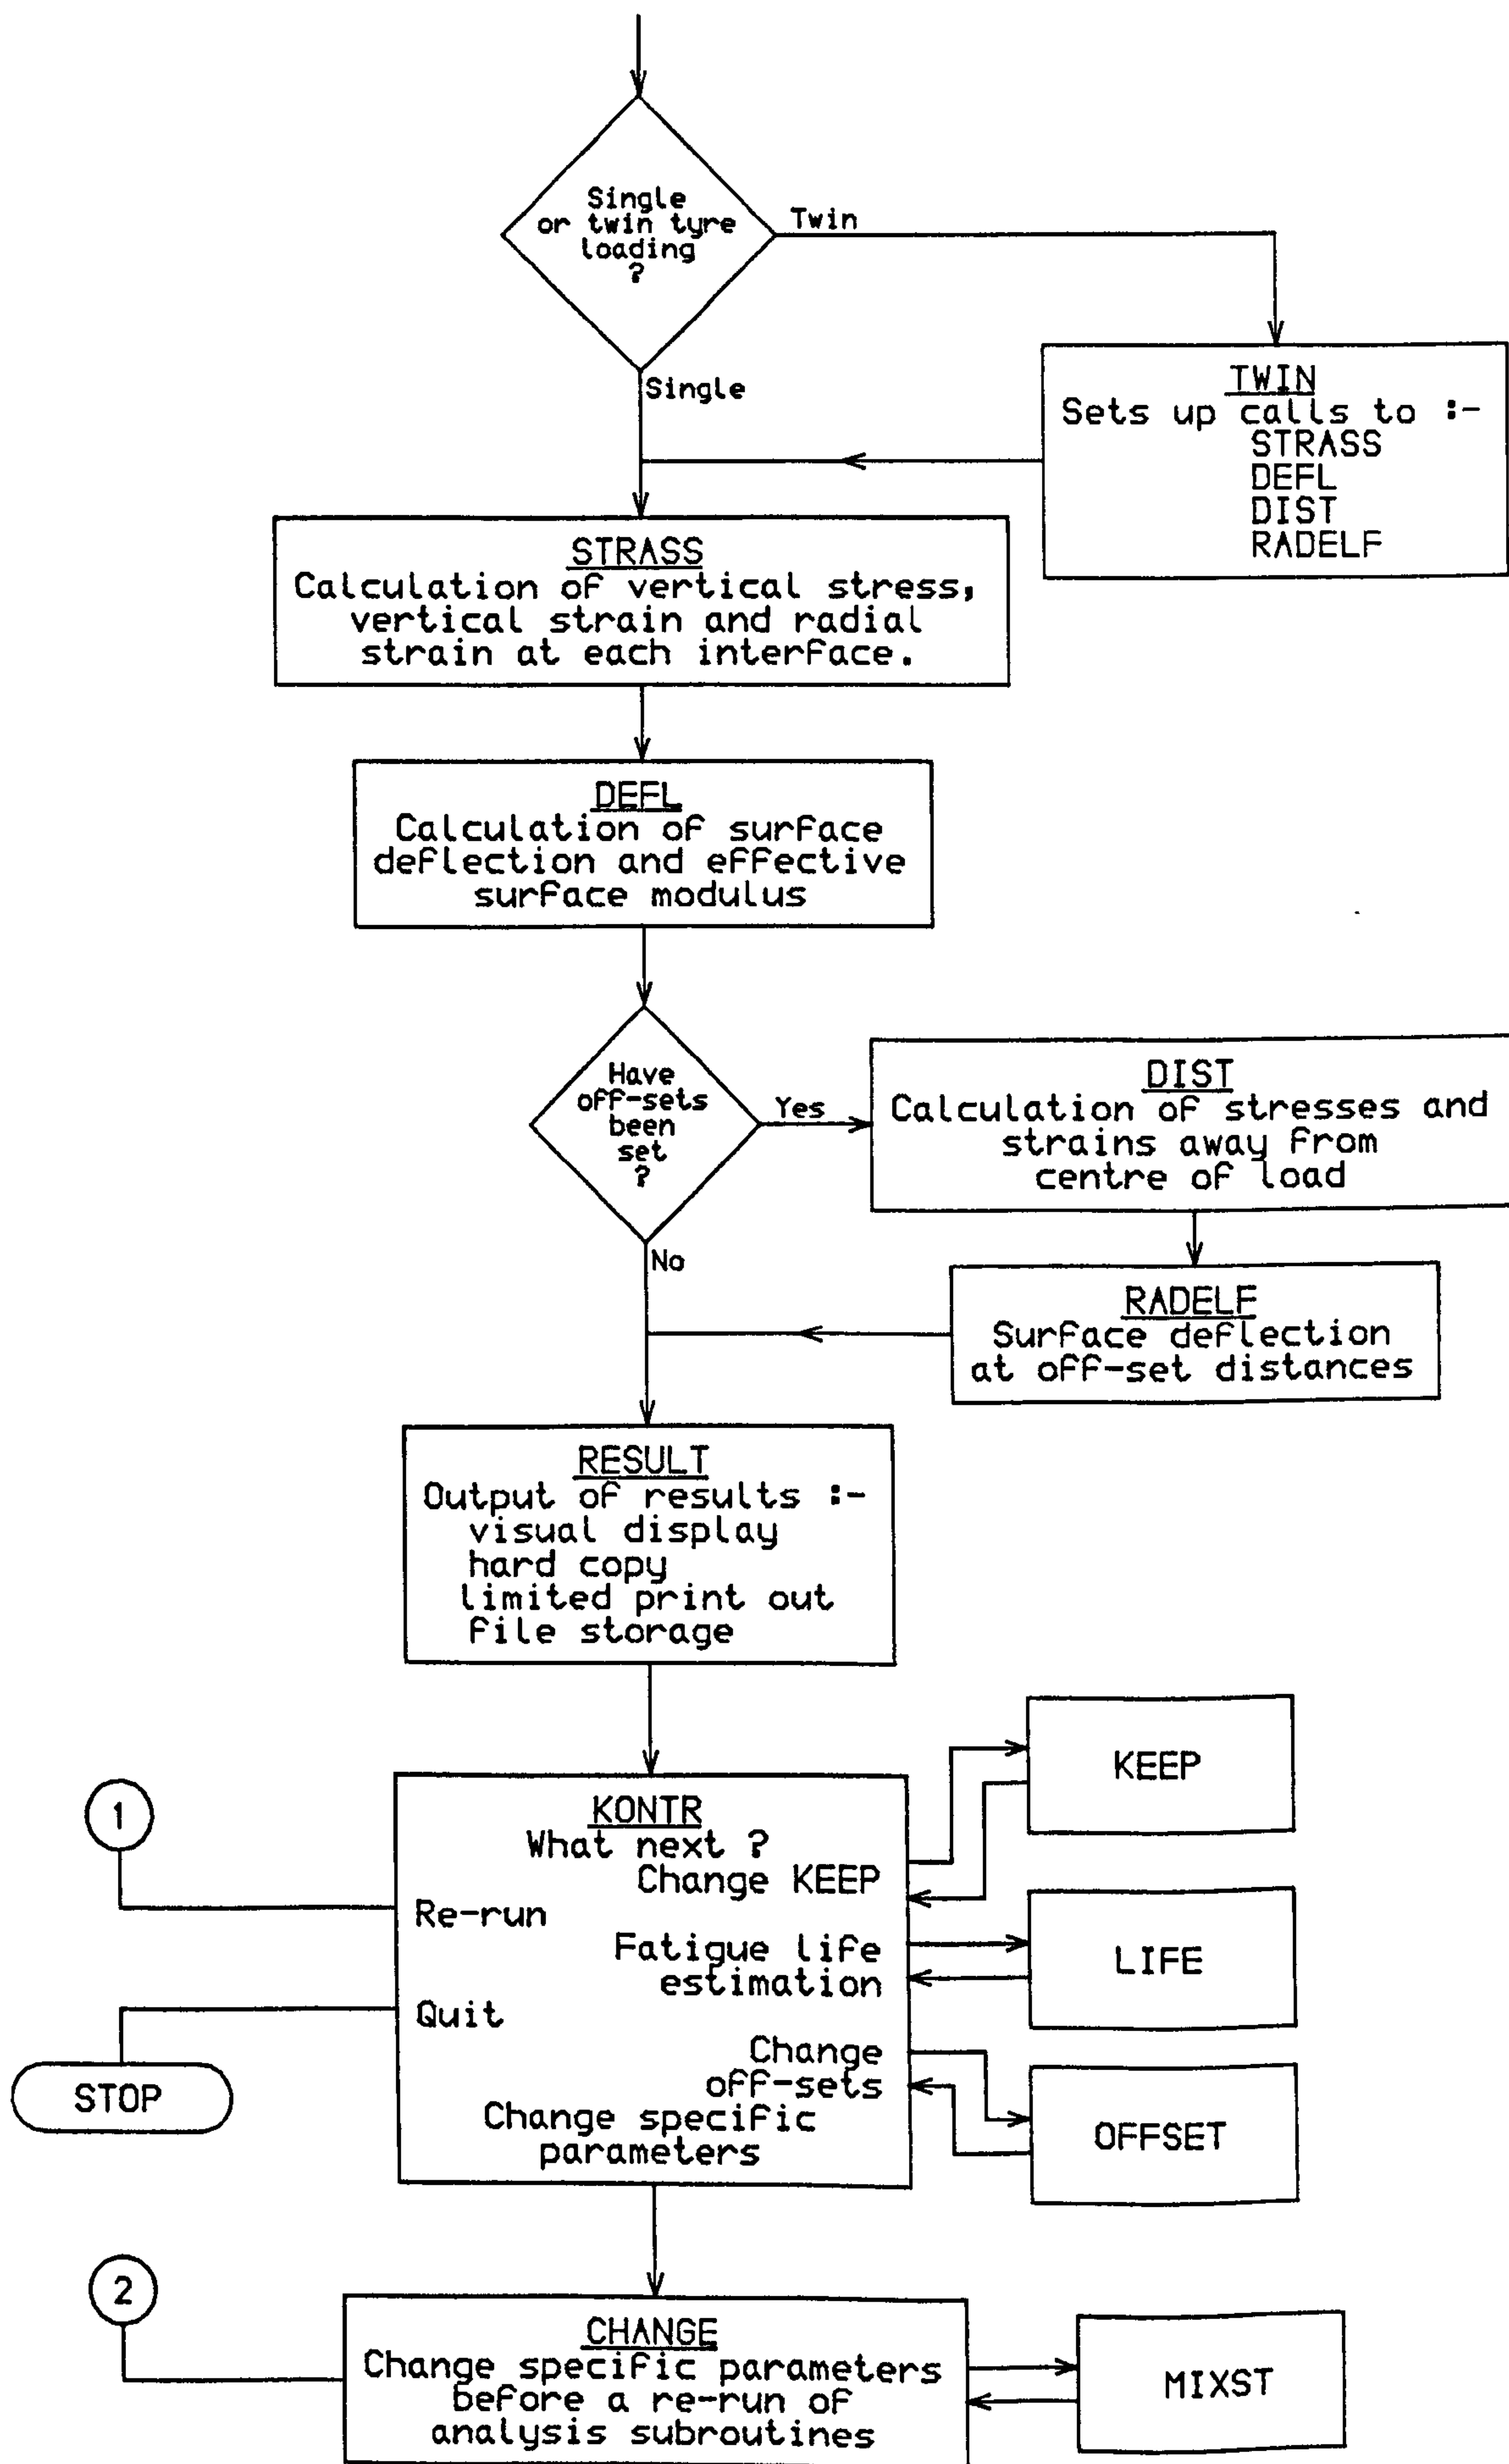 Single
or twin tyre
loading
?
Twin
Single
TWIN
Sets up calls to :-
STRASS
DEFL
DIST
RADELF
STRASS
Calculation of vertical stress,
vertical strain and radial
strain at each interface.
DEFL
Calculation of surface
deflection and effective
surface modulus
Have
off-sets
been
set
?
Yes
No
DIST
Calculation of stresses and
strains away from
centre of load
RADELF
Surface deflection
at off-set distances
RESULT
Output of results :-
visual display
hard copy
limited print out
file storage
1
KONTR
What next ?
Change KEEP
Re-run
Fatigue life
estimation
Quit
Change
off-sets
Change specific
parameters
KEEP
LIFE
OFFSET
STOP
2
CHANGE
Change specific parameters
before a re-run of
analysis subroutines
MIXST